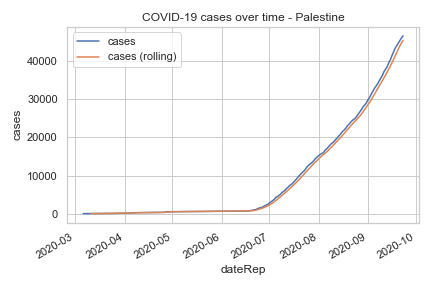 COVID-19 cases over time - Palestine
cases
cases (rolling)
cases
40000
30000
20000
10000
0
2020-03
2020-04
2020-05
2020-06
2020-07
2020-08
2020-09
2020-10
dateRep